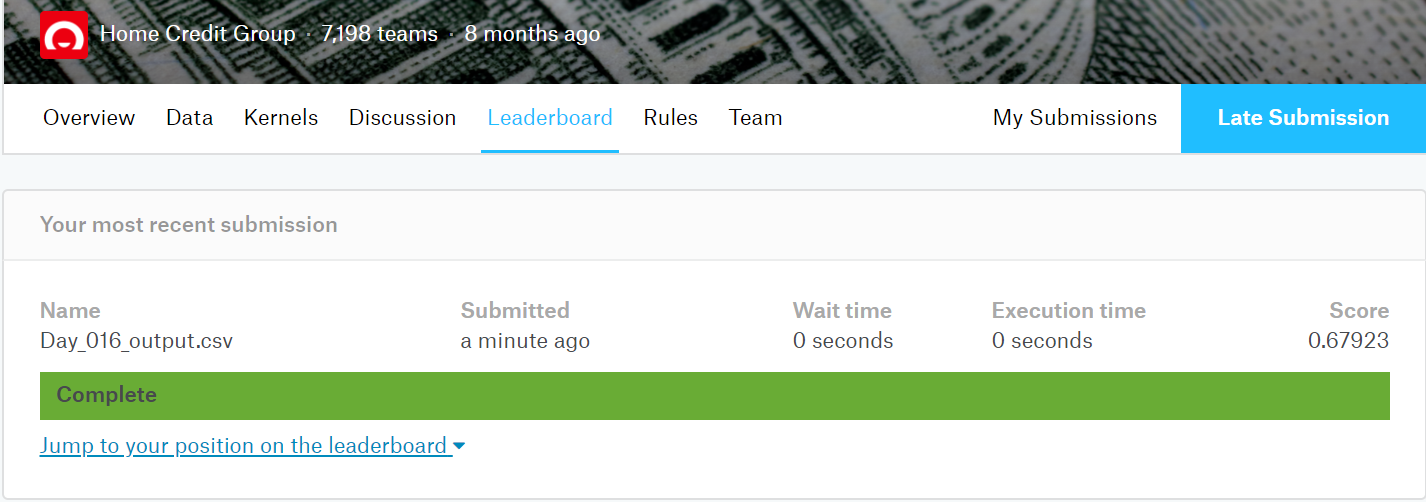 Home Credit Group · 7,198 teams · 8 months ago
Overview Data Kernels Discussion Leaderboard Rules Team My Submissions Late Submission
Your most recent submission
Name Submitted Wait time Execution time Score
Day_016_output.csv a minute ago 0 seconds 0 seconds 0.67923
Complete
Jump to your position on the leaderboard